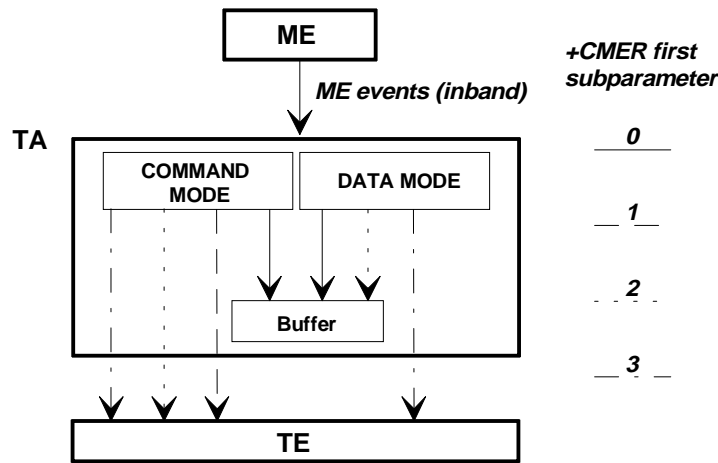 ME
+CMER first
subparameter
ME events (inband)
TA
0
COMMAND
MODE
DATA MODE
1
2
Buffer
3
TE